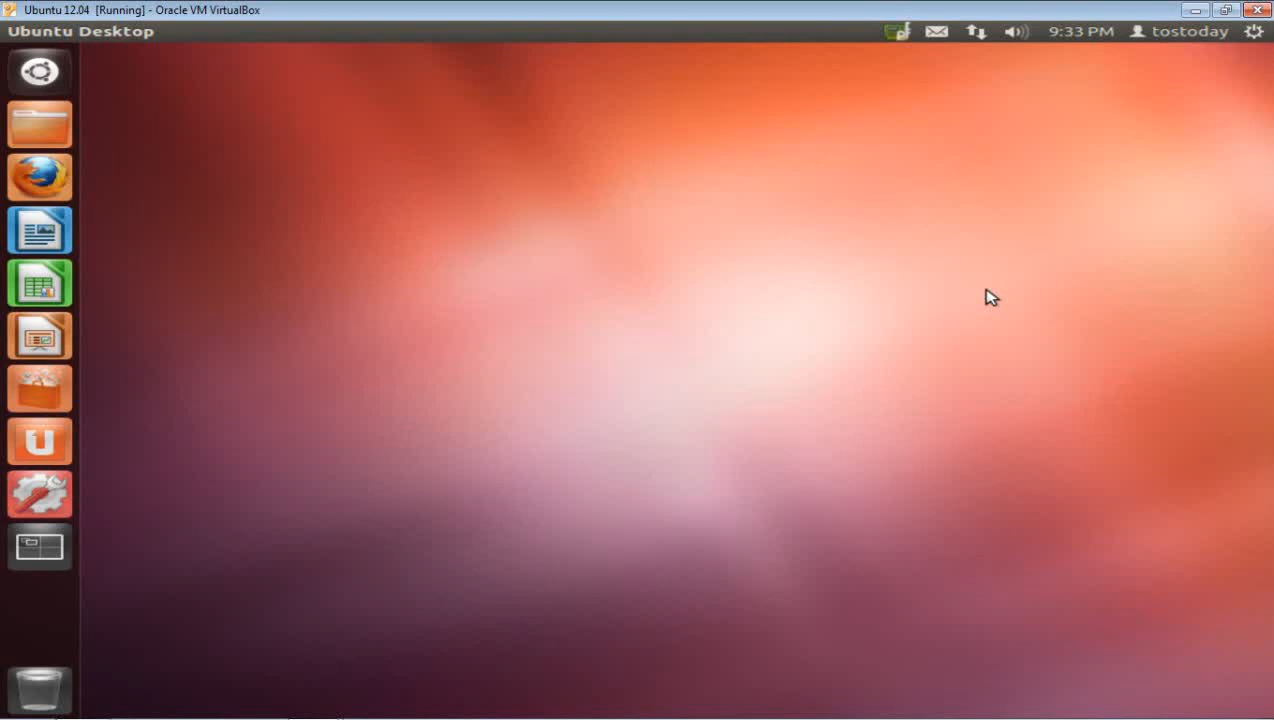 Ubuntu 12.04 [Running] - Oracle VM VirtualBox
Ubuntu Desktop
9:33 PM
tostoday